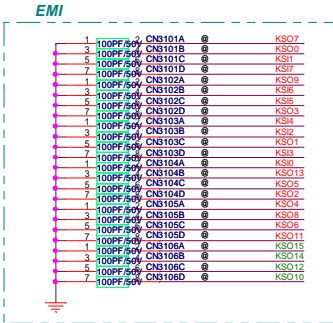 EMI
1 100PF/50V 2 CN3101A @ KSO7
3 100PF/50V CN3101B @ KSO0
5 100PF/50V CN3101C @ KSI1
7 100PF/50V CN3101D @ KSI7
1 100PF/50V CN3102A @ KSO9
3 100PF/50V CN3102B @ KSI6
5 100PF/50V CN3102C @ KSI5
7 100PF/50V CN3102D @ KSO3
1 100PF/50V CN3103A @ KSI4
3 100PF/50V CN3103B @ KSI2
5 100PF/50V CN3103C @ KSO1
7 100PF/50V CN3103D @ KSI3
1 100PF/50V CN3104A @ KSI0
3 100PF/50V CN3104B @ KSO13
5 100PF/50V CN3104C @ KSO5
7 100PF/50V CN3104D @ KSO2
1 100PF/50V CN3105A @ KSO4
3 100PF/50V CN3105B @ KSO8
5 100PF/50V CN3105C @ KSO6
7 100PF/50V CN3105D @ KSO11
1 100PF/50V CN3106A @ KSO15
3 100PF/50V CN3106B @ KSO14
5 100PF/50V CN3106C @ KSO12
7 100PF/50V CN3106D @ KSO10